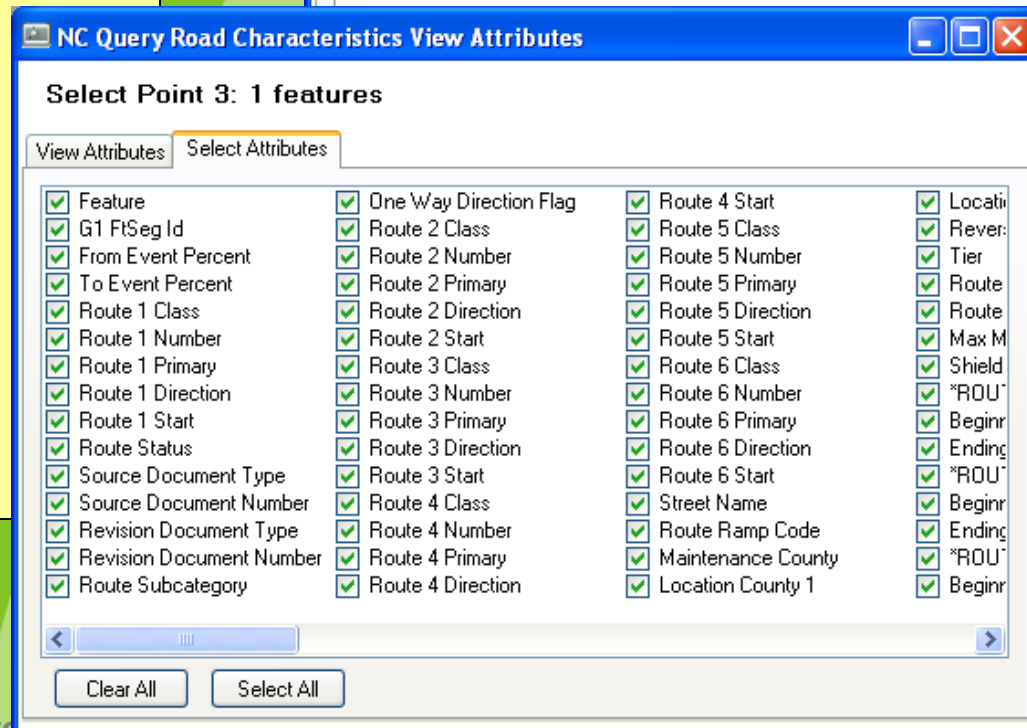 NC Query Road Characteristics View Attributes
Select Point 3: 1 features
View Attributes
Select Attributes
Feature
G1 FtSeg Id
From Event Percent
To Event Percent
Route 1 Class
Route 1 Number
Route 1 Primary
Route 1 Direction
Route 1 Start
Route Status
Source Document Type
Source Document Number
Revision Document Type
Revision Document Number
Route Subcategory
One Way Direction Flag
Route 2 Class
Route 2 Number
Route 2 Primary
Route 2 Direction
Route 2 Start
Route 3 Class
Route 3 Number
Route 3 Primary
Route 3 Direction
Route 3 Start
Route 4 Class
Route 4 Number
Route 4 Primary
Route 4 Direction
Route 4 Start
Route 5 Class
Route 5 Number
Route 5 Primary
Route 5 Direction
Route 5 Start
Route 6 Class
Route 6 Number
Route 6 Primary
Route 6 Direction
Route 6 Start
Street Name
Route Ramp Code
Maintenance County
Location County 1
Tier
Route
Route
Max
Shield
Clear All
Select All